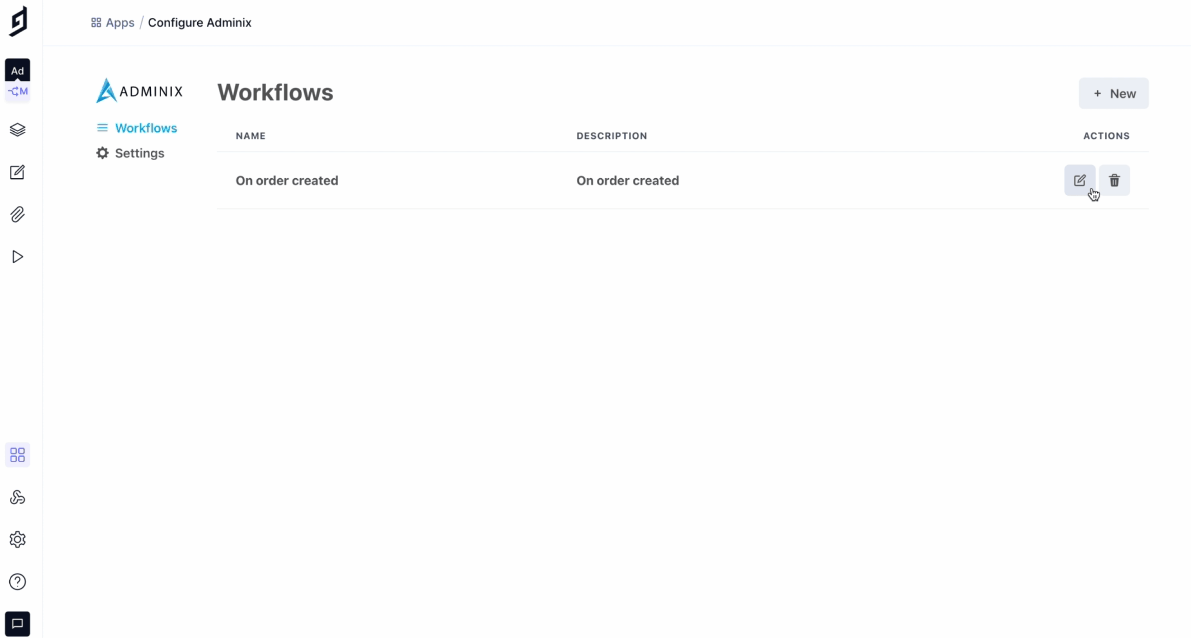 Apps / Configure Adminix
Ad
M
ADMINIX
Workflows
+ New
Workflows
Settings
NAME DESCRIPTION ACTIONS
On order created On order created